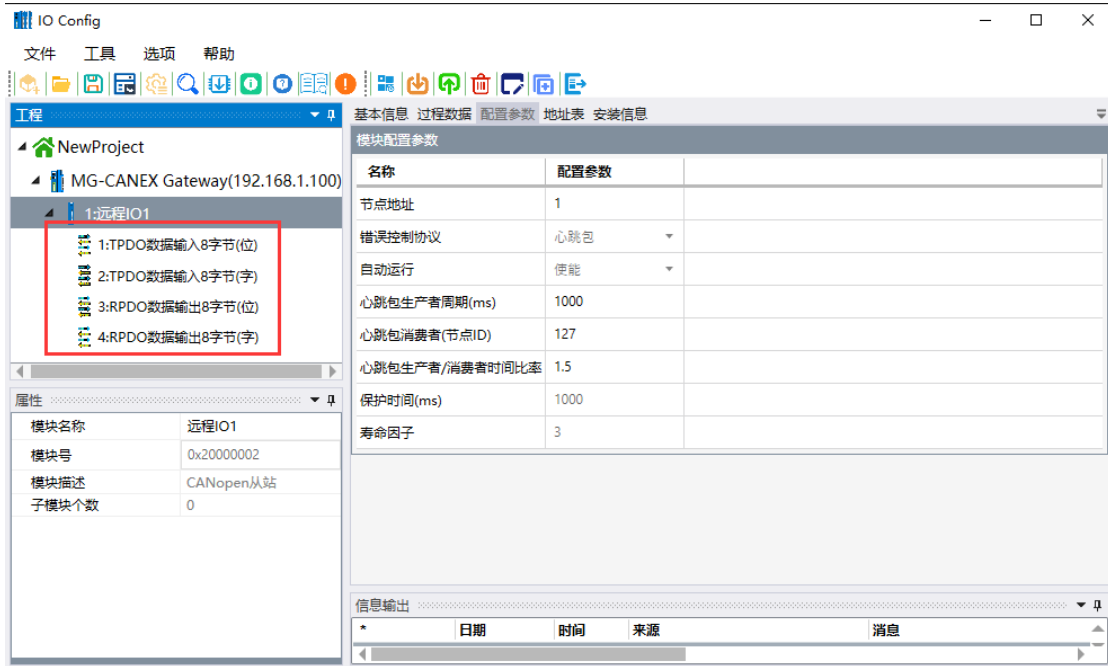 IO Config
文件 工具 选项 帮助
工程
NewProject
MG-CANEX Gateway(192.168.1.100)
1:远程IO1
1:TPDO数据输入8字节(位)
2:TPDO数据输入8字节(字)
3:RPDO数据输出8字节(位)
4:RPDO数据输出8字节(字)
属性
模块名称 远程IO1
模块号 0x20000002
模块描述 CANopen从站
子模块个数 0
基本信息 过程数据 配置参数 地址表 安装信息
模块配置参数
名称 配置参数
节点地址 1
错误控制协议 心跳包
自动运行 使能
心跳包生产者周期(ms) 1000
心跳包消费者(节点ID) 127
心跳包生产者/消费者时间比率 1.5
保护时间(ms) 1000
寿命因子 3
信息输出
* 日期 时间 来源 消息